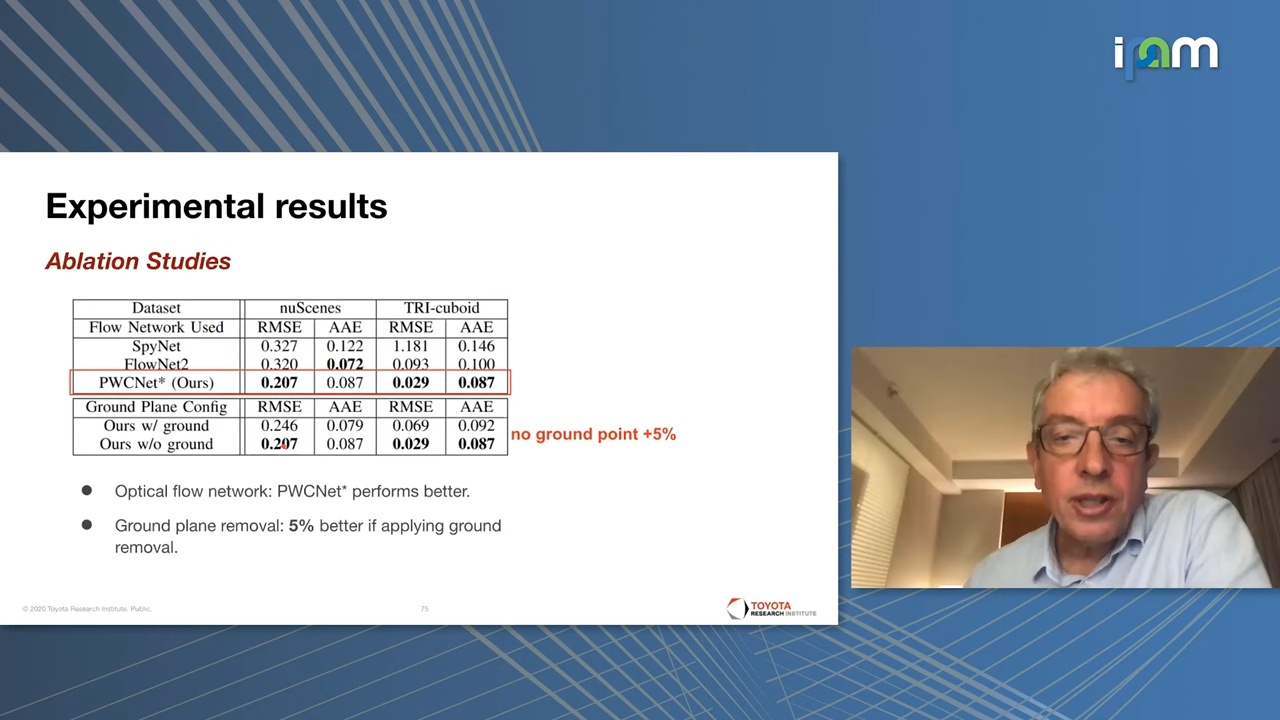 ipam
Experimental results
Ablation Studies
Dataset nuScenes TRI-cuboid
Flow Network Used RMSE AAE RMSE AAE
SpyNet 0.327 0.122 1.181 0.146
FlowNet2 0.320 0.072 0.093 0.100
PWCNet* (Ours) 0.207 0.087 0.029 0.087
Ground Plane Config RMSE AAE RMSE AAE
Ours w/ ground 0.246 0.079 0.069 0.092
Ours w/o ground 0.207 0.087 0.029 0.087
no ground point +5%
● Optical flow network: PWCNet* performs better.
● Ground plane removal: 5% better if applying ground
removal.
© 2020 Toyota Research Institute. Public.
75
TOYOTA
RESEARCH INSTITUTE